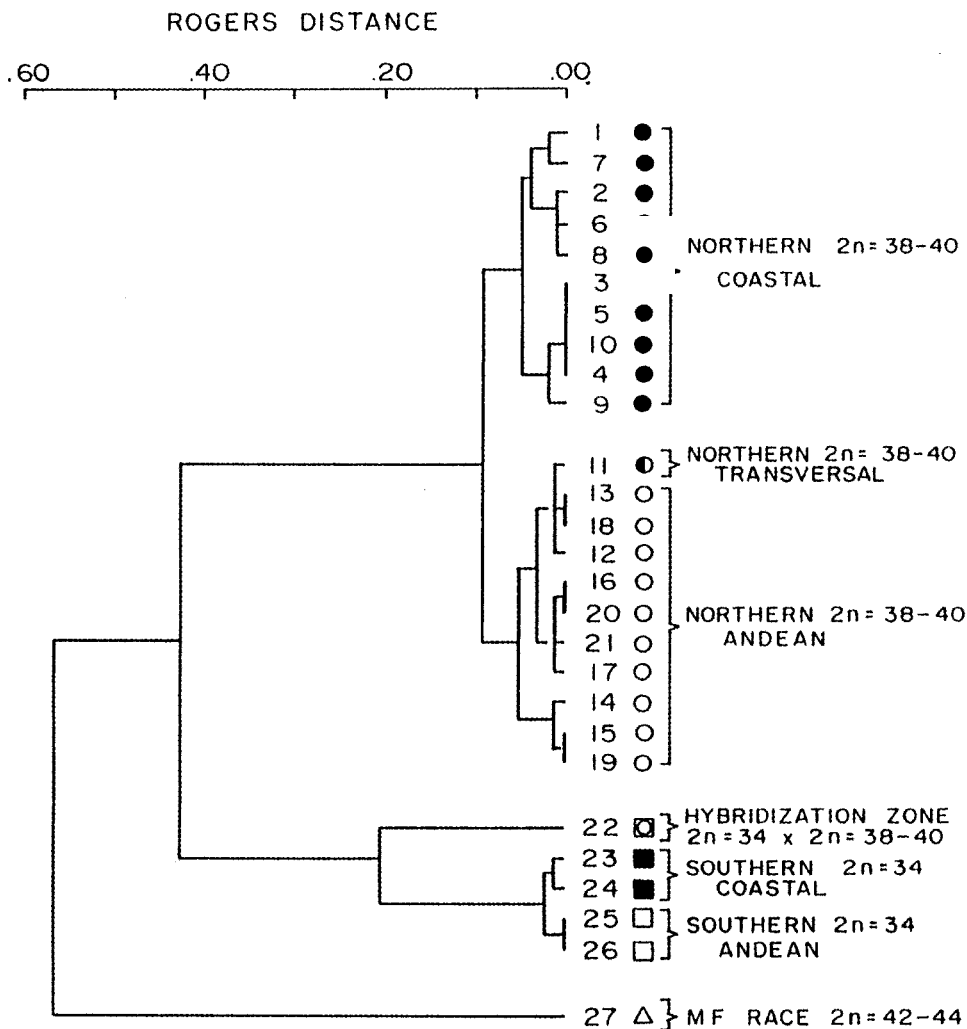 ROGERS DISTANCE
.60 .40 .20 .00
1
7
2
6
8
NORTHERN 2n=38-40
COASTAL
3
5
10
4
9
11
NORTHERN 2n= 38-40
TRANSVERSAL
13
18
12
16
20
21
NORTHERN 2n=38-40
ANDEAN
17
14
15
19
22
HYBRIDIZATION ZONE
2n=34 x 2n=38-40
23
24
SOUTHERN 2n=34
COASTAL
25
26
SOUTHERN 2n=34
ANDEAN
27
MF RACE 2n=42-44